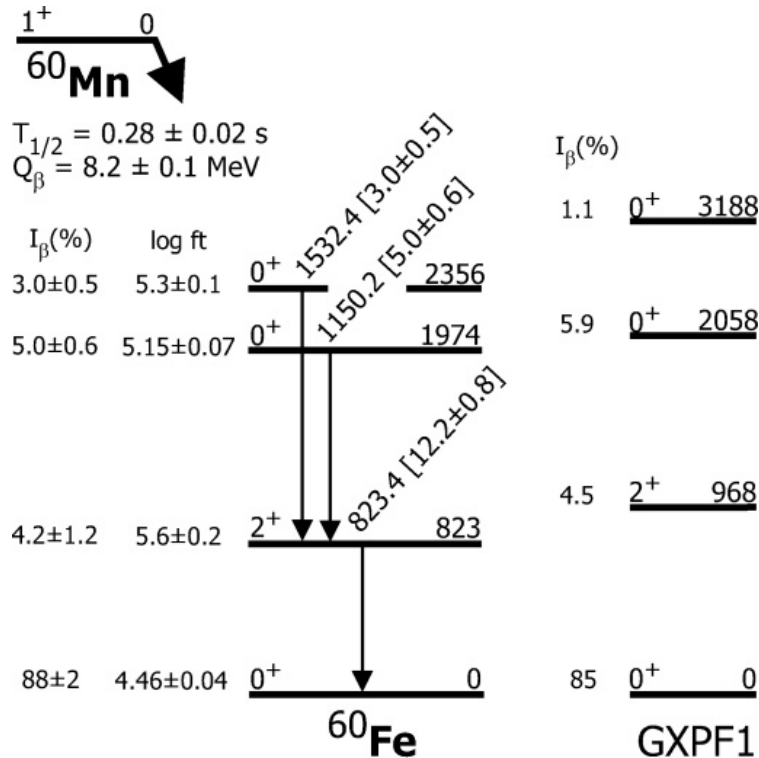 1⁺ 0
⁶⁰Mn
T₁/₂ = 0.28 ± 0.02 s
Qᵦ = 8.2 ± 0.1 MeV
Iᵦ(%) log ft
1532.4 [3.0±0.5]
1150.2 [5.0±0.6]
823.4 [12.2±0.8]
3.0±0.5 5.3±0.1 0⁺ 2356
5.0±0.6 5.15±0.07 0⁺ 1974
4.2±1.2 5.6±0.2 2⁺ 823
88±2 4.46±0.04 0⁺ 0
⁶⁰Fe
Iᵦ(%)
1.1 0⁺ 3188
5.9 0⁺ 2058
4.5 2⁺ 968
85 0⁺ 0
GXPF1